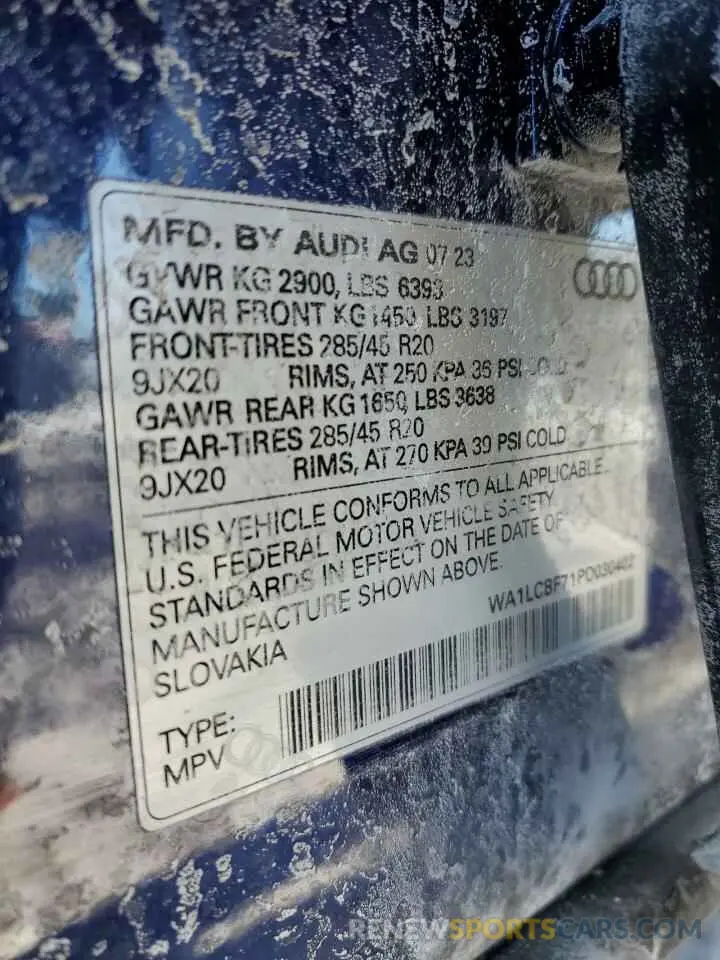 MFD. BY AUDI AG 07 23
GVWR KG 2900, LBS 6393
GAWR FRONT KG 1450, LBS 3197
FRONT-TIRES 285/45 R20
9JX20 RIMS, AT 250 KPA 36 PSI COLD
GAWR REAR KG 1650, LBS 3638
REAR-TIRES 285/45 R20
9JX20 RIMS, AT 270 KPA 39 PSI COLD
THIS VEHICLE CONFORMS TO ALL APPLICABLE
U.S. FEDERAL MOTOR VEHICLE SAFETY
STANDARDS IN EFFECT ON THE DATE OF
MANUFACTURE SHOWN ABOVE.
SLOVAKIA
WA1LCBF71PD030402
TYPE:
MPV
RENEWSPORTSCARS.COM